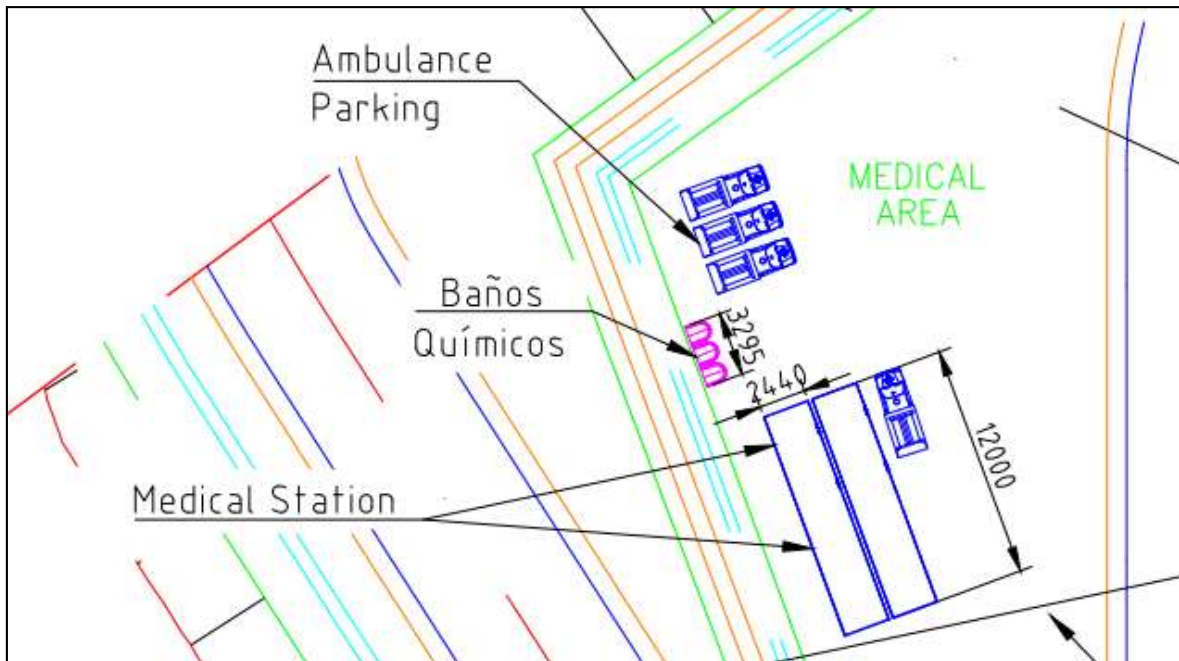 Ambulance
Parking
MEDICAL
AREA
Baños
Químicos
3295
2440
12000
Medical Station